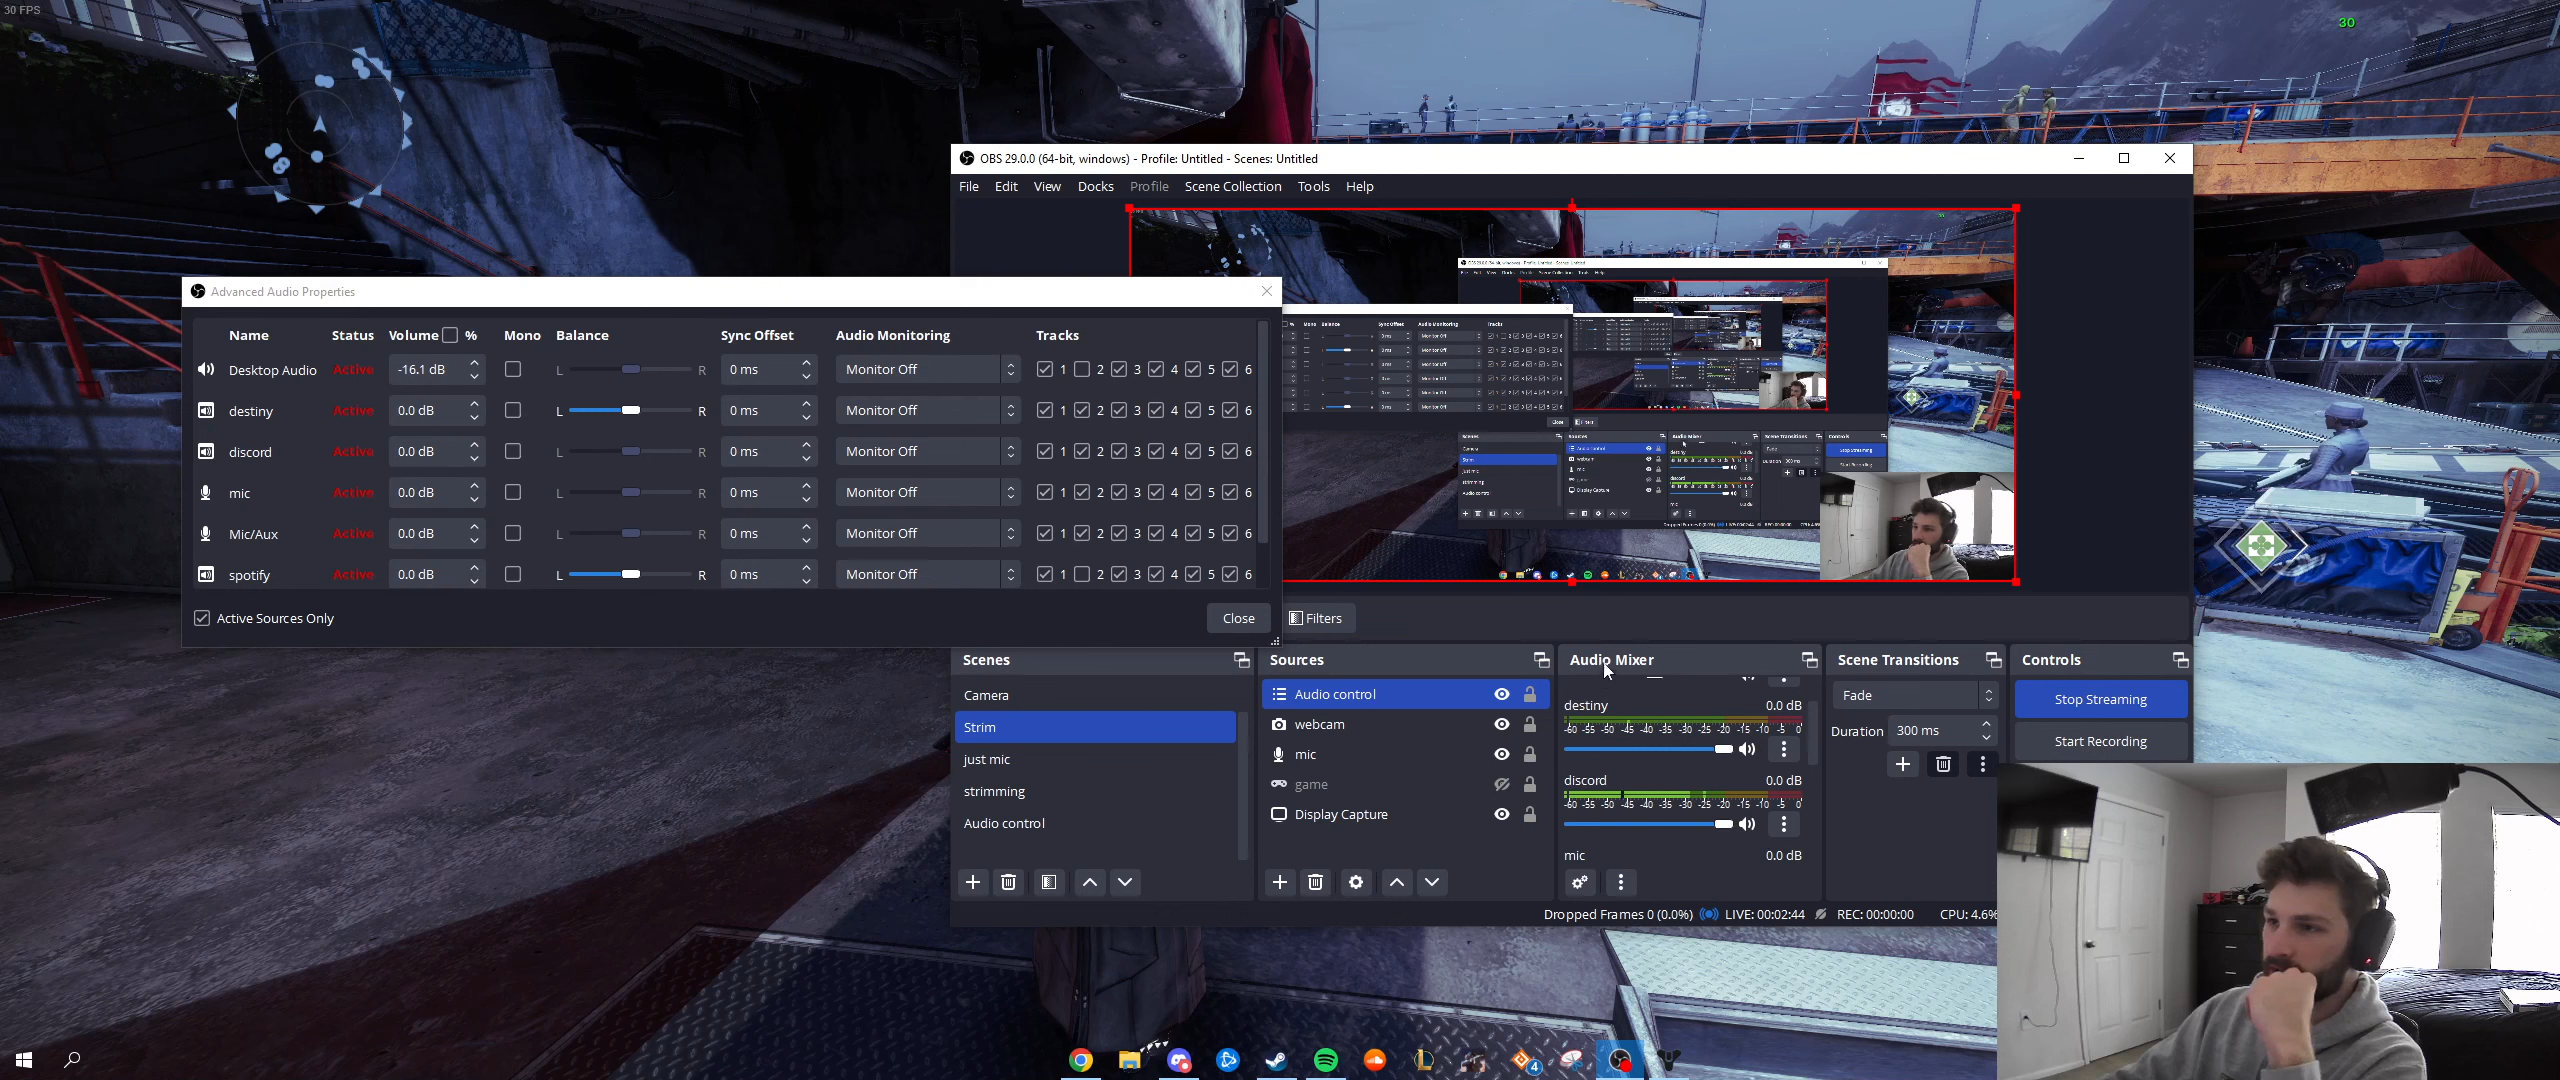 30 FPS
30
OBS 29.0.0 (64-bit, windows) - Profile: Untitled - Scenes: Untitled
File Edit View Docks Profile Scene Collection Tools Help
Advanced Audio Properties
Name Status Volume % Mono Balance Sync Offset Audio Monitoring Tracks
Desktop Audio Active -16.1 dB L R 0 ms Monitor Off 1 2 3 4 5 6
destiny Active 0.0 dB L R 0 ms Monitor Off 1 2 3 4 5 6
discord Active 0.0 dB L R 0 ms Monitor Off 1 2 3 4 5 6
mic Active 0.0 dB L R 0 ms Monitor Off 1 2 3 4 5 6
Mic/Aux Active 0.0 dB L R 0 ms Monitor Off 1 2 3 4 5 6
spotify Active 0.0 dB L R 0 ms Monitor Off 1 2 3 4 5 6
Active Sources Only Close
Filters
Scenes
Camera
Strim
just mic
strimming
Audio control
Sources
Audio control
webcam
mic
game
Display Capture
Audio Mixer
destiny 0.0 dB
-60 -55 -50 -45 -40 -35 -30 -25 -20 -15 -10 -5 0
discord 0.0 dB
-60 -55 -50 -45 -40 -35 -30 -25 -20 -15 -10 -5 0
mic 0.0 dB
Scene Transitions
Fade
Duration 300 ms
Controls
Stop Streaming
Start Recording
Dropped Frames 0 (0.0%) LIVE: 00:02:44 REC: 00:00:00 CPU: 4.6%
4